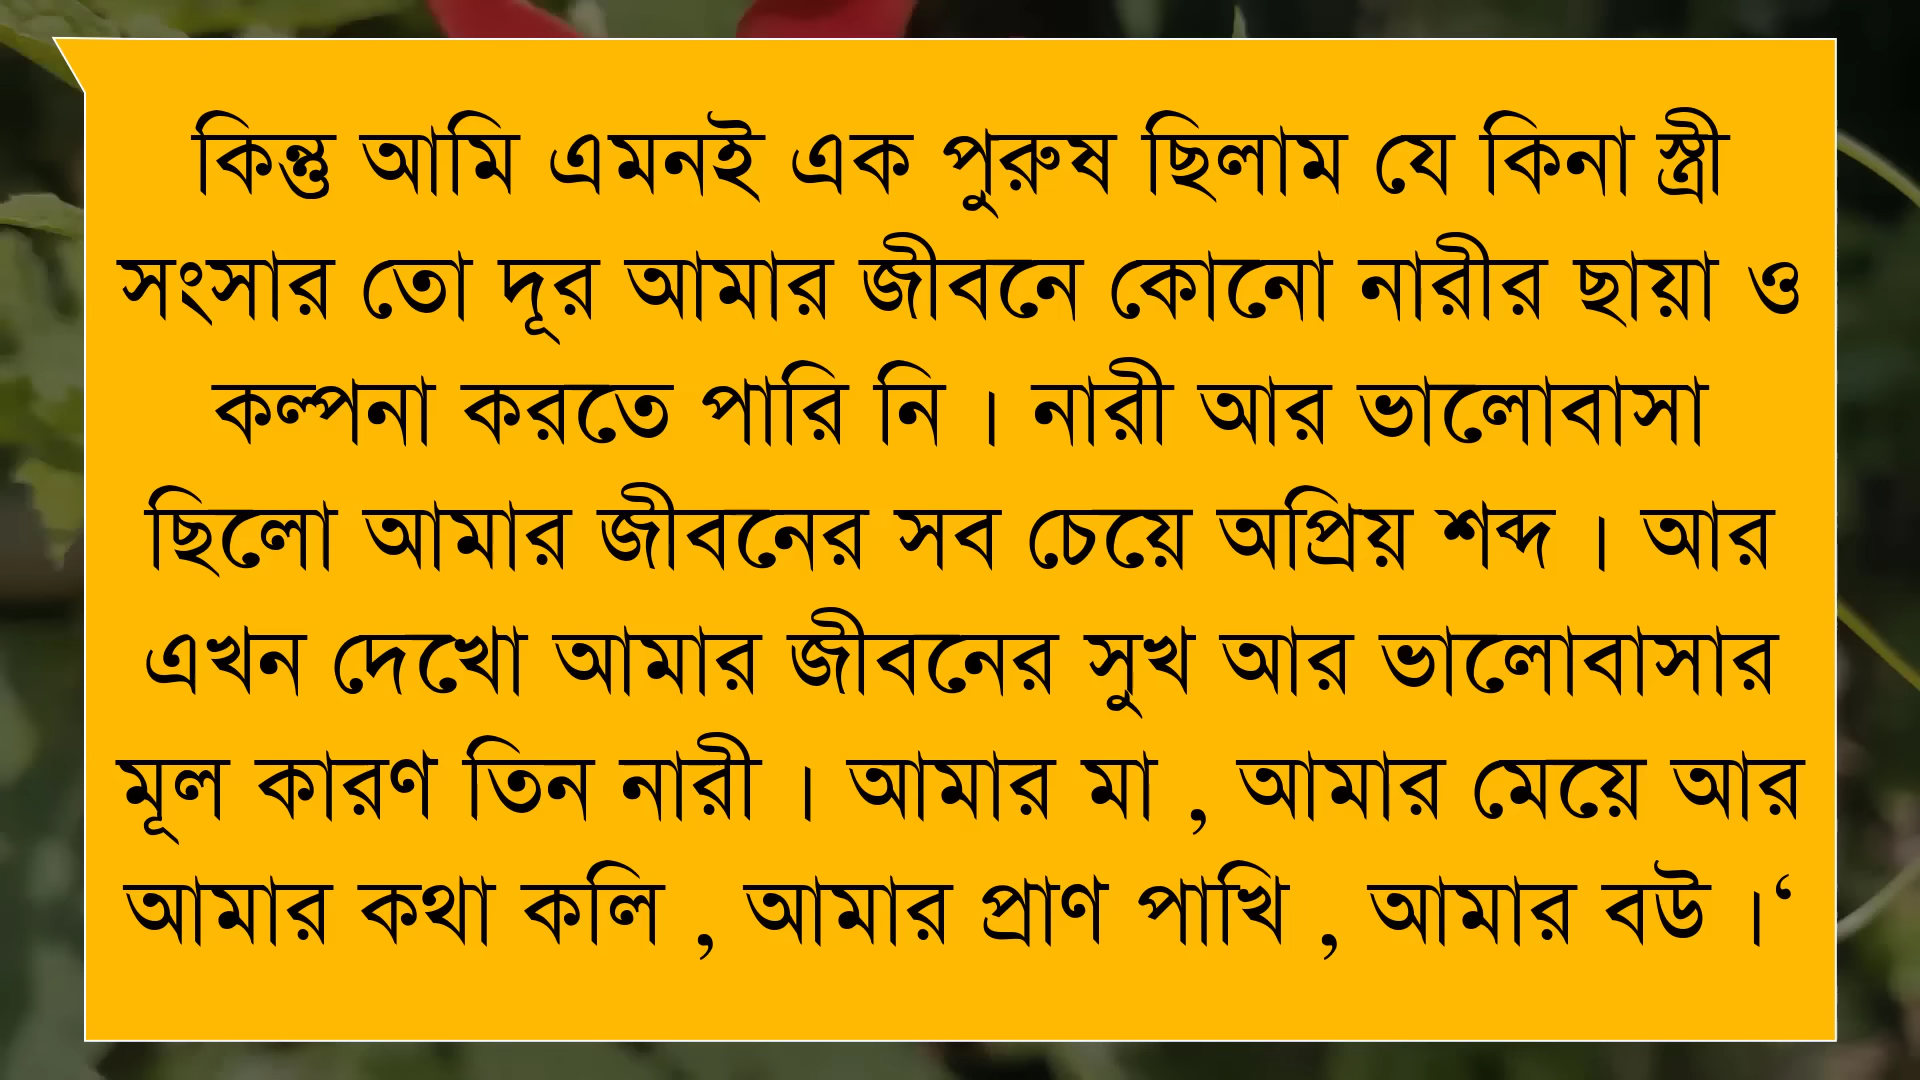 কিন্তু আমি এমনই এক পুরুষ ছিলাম যে কিনা স্ত্রী
সংসার তো দূর আমার জীবনে কোনো নারীর ছায়া ও
কল্পনা করতে পারি নি । নারী আর ভালোবাসা
ছিলো আমার জীবনের সব চেয়ে অপ্রিয় শব্দ । আর
এখন দেখো আমার জীবনের সুখ আর ভালোবাসার
মূল কারণ তিন নারী । আমার মা , আমার মেয়ে আর
আমার কথা কলি , আমার প্রাণ পাখি , আমার বউ ।‘